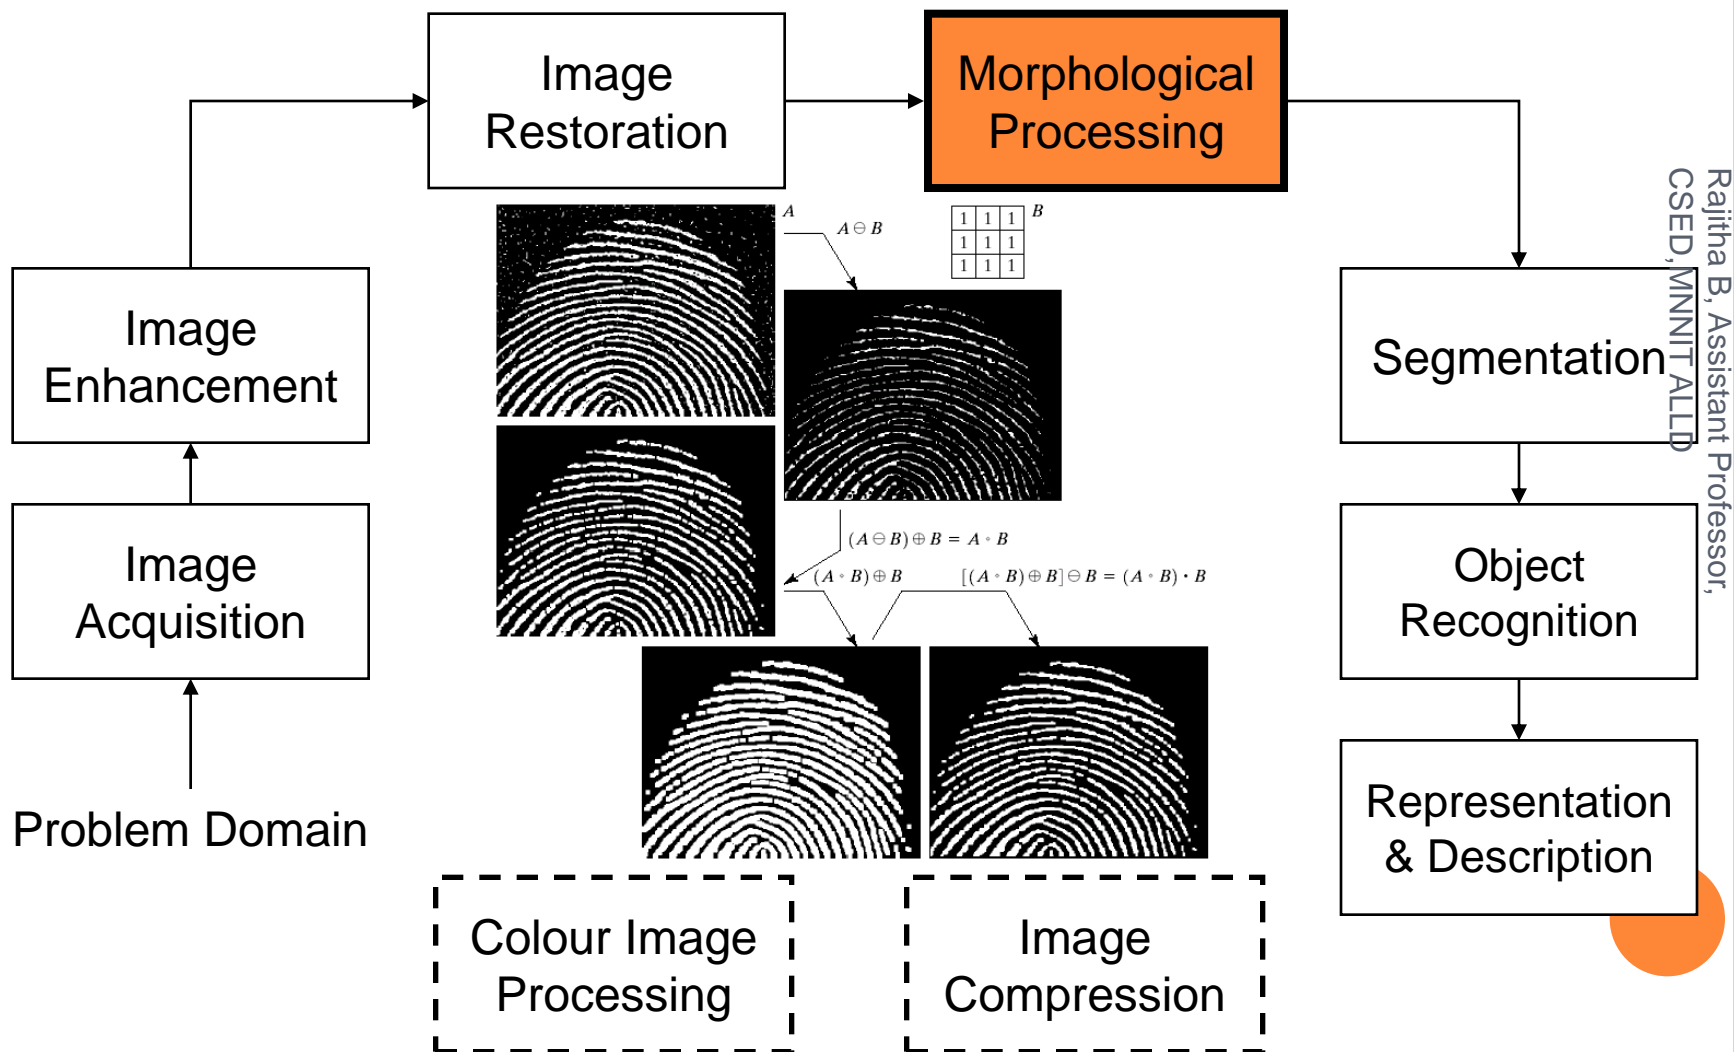 Image
Restoration
Morphological
Processing
Image
Enhancement
Image
Acquisition
Problem Domain
A
A ⊖ B
1 1 1
1 1 1
1 1 1
B
(A ⊖ B) ⊕ B = A ∘ B
(A ∘ B) ⊕ B
[(A ∘ B) ⊕ B] ⊖ B = (A ∘ B) • B
Segmentation
Object
Recognition
Representation
& Description
Colour Image
Processing
Image
Compression
Rajitha B, Assistant Professor,
CSED,MNNIT ALLD